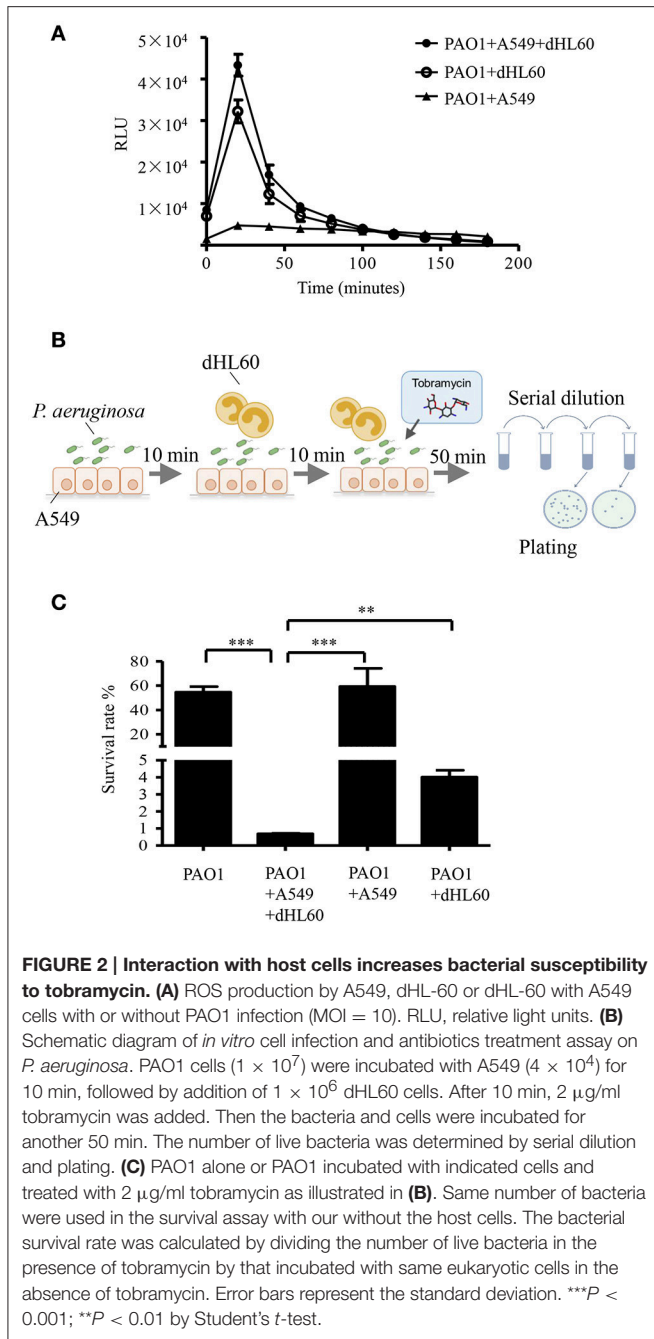 A
5×10⁴
4×10⁴
3×10⁴
2×10⁴
1×10⁴
RLU
0
50
100
150
200
Time (minutes)
PAO1+A549+dHL60
PAO1+dHL60
PAO1+A549
B
dHL60
P. aeruginosa
Tobramycin
Serial dilution
10 min
10 min
50 min
A549
Plating
C
**
***
***
80
60
40
20
5
4
3
2
1
0
Survival rate %
PAO1
PAO1
+A549
+dHL60
PAO1
+A549
PAO1
+dHL60
FIGURE 2 | Interaction with host cells increases bacterial susceptibility
to tobramycin. (A) ROS production by A549, dHL-60 or dHL-60 with A549
cells with or without PAO1 infection (MOI = 10). RLU, relative light units. (B)
Schematic diagram of in vitro cell infection and antibiotics treatment assay on
P. aeruginosa. PAO1 cells (1 × 10⁷) were incubated with A549 (4 × 10⁴) for
10 min, followed by addition of 1 × 10⁶ dHL60 cells. After 10 min, 2 μg/ml
tobramycin was added. Then the bacteria and cells were incubated for
another 50 min. The number of live bacteria was determined by serial dilution
and plating. (C) PAO1 alone or PAO1 incubated with indicated cells and
treated with 2 μg/ml tobramycin as illustrated in (B). Same number of bacteria
were used in the survival assay with our without the host cells. The bacterial
survival rate was calculated by dividing the number of live bacteria in the
presence of tobramycin by that incubated with same eukaryotic cells in the
absence of tobramycin. Error bars represent the standard deviation. ***P <
0.001; **P < 0.01 by Student's t-test.